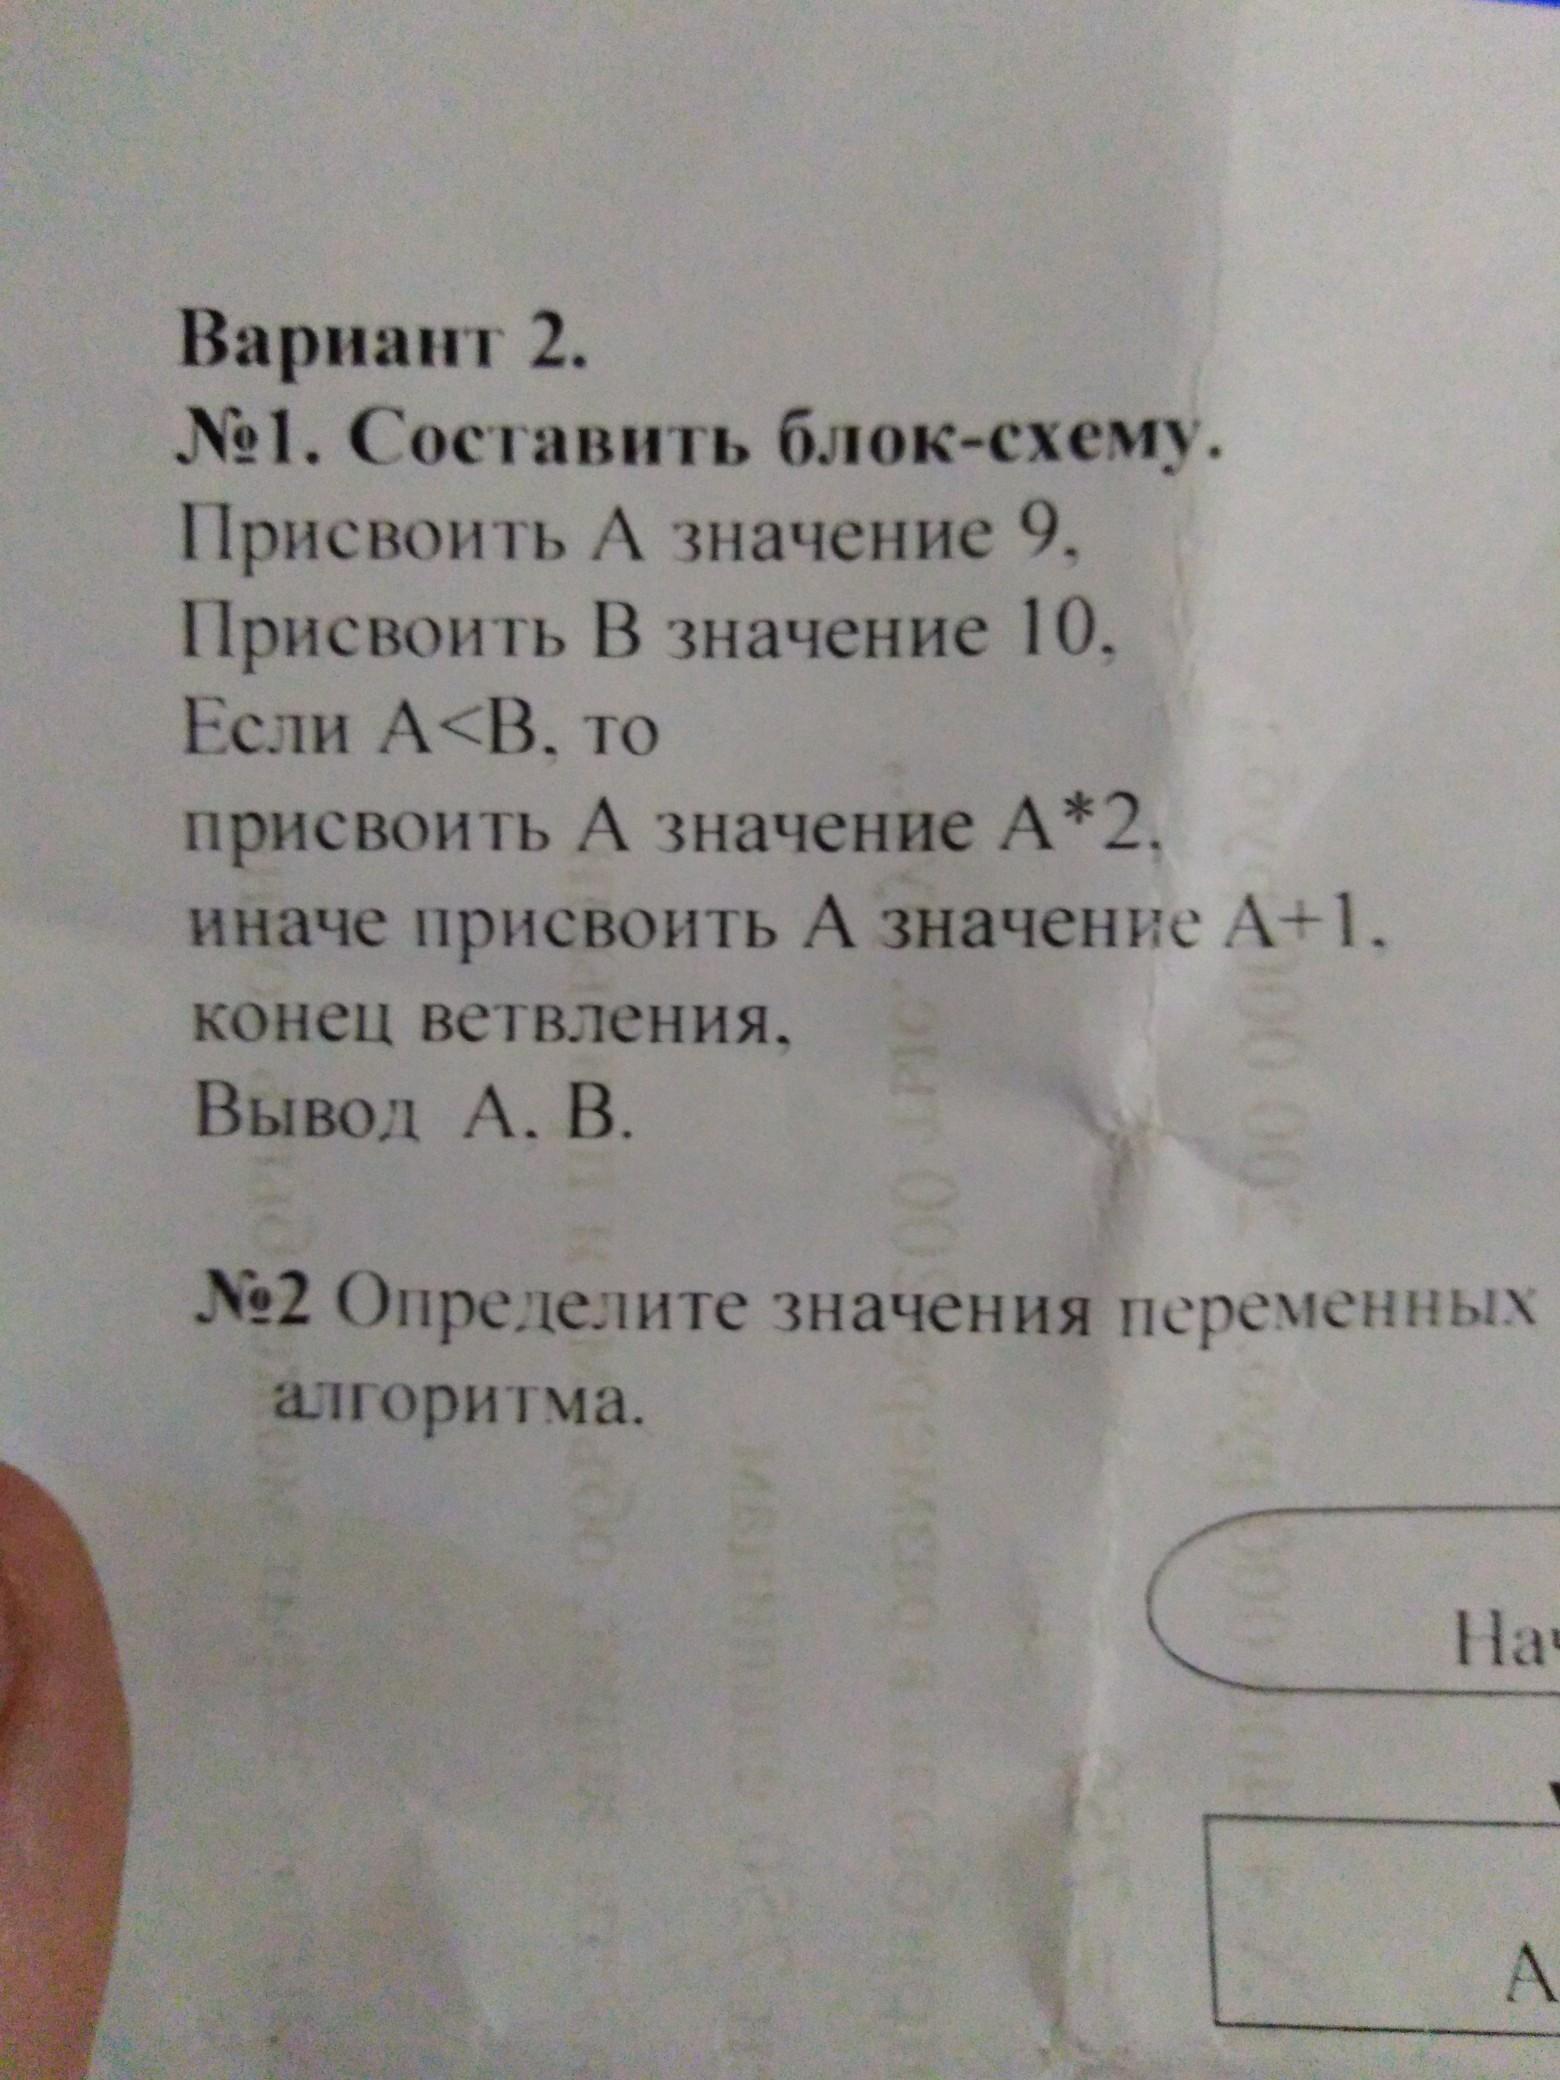 Вариант 2.
№1. Составить блок-схему.
Присвоить А значение 9,
Присвоить В значение 10,
Если А<В, то
присвоить А значение А*2,
иначе присвоить А значение А+1,
конец ветвления,
Вывод А, В.
№2 Определите значения переменных
алгоритма.
Нач
А